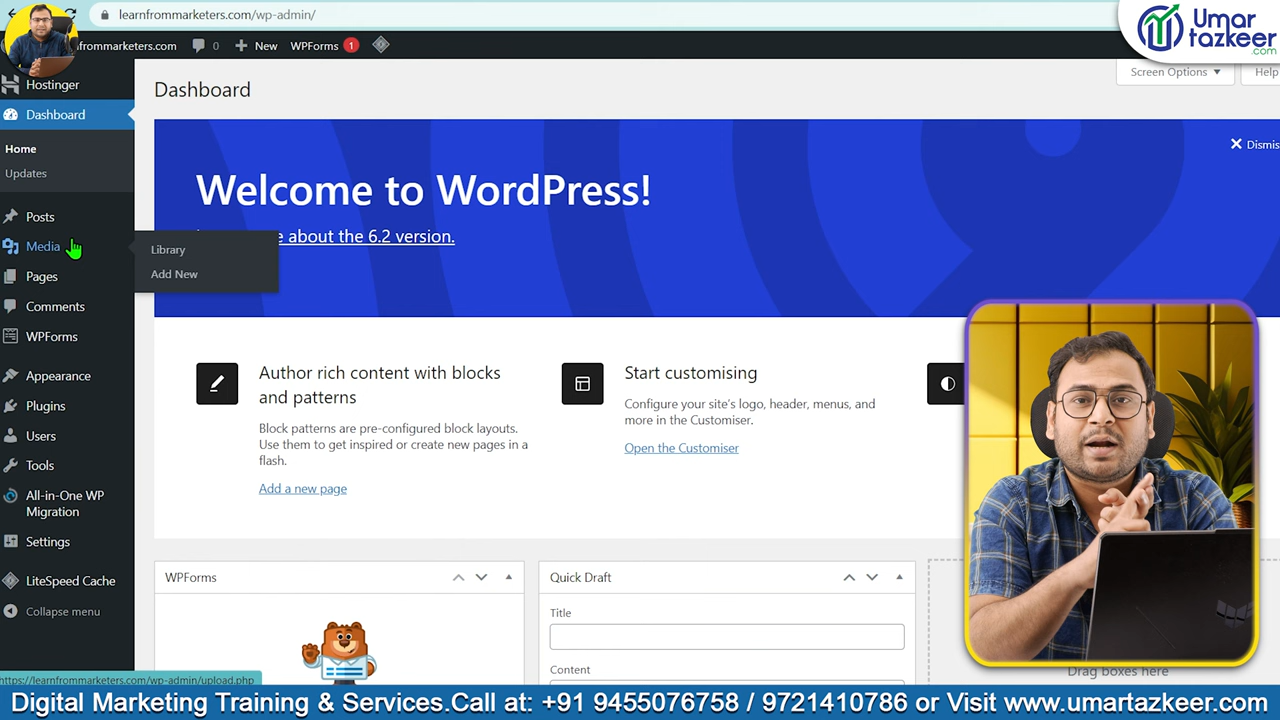 learnfrommarketers.com/wp-admin/
Umar
tazkeer
.com
frommarketers.com
0
New
WPForms
1
Screen Options
Help
Hostinger
Dashboard
Home
Updates
Posts
Media
Pages
Comments
WPForms
Appearance
Plugins
Users
Tools
All-in-One WP
Migration
Settings
LiteSpeed Cache
Collapse menu
Library
Add New
Dashboard
Dismis
Welcome to WordPress!
about the 6.2 version.
Author rich content with blocks
and patterns
Block patterns are pre-configured block layouts.
Use them to get inspired or create new pages in a
flash.
Add a new page
Start customising
Configure your site's logo, header, menus, and
more in the Customiser.
Open the Customiser
WPForms
Quick Draft
Title
Content
Drag boxes here
https://learnfrommarketers.com/wp-admin/upload.php
Digital Marketing Training & Services.Call at: +91 9455076758 / 9721410786 or Visit www.umartazkeer.com